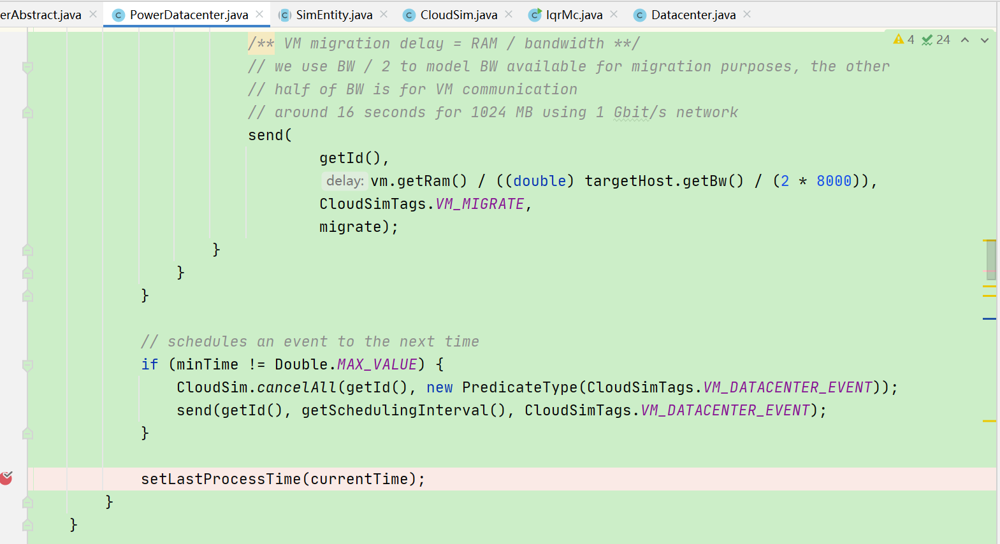 erAbstract.java
PowerDatacenter.java
SimEntity.java
CloudSim.java
IqrMc.java
Datacenter.java
/** VM migration delay = RAM / bandwidth **/
4 24
// we use BW / 2 to model BW available for migration purposes, the other
// half of BW is for VM communication
// around 16 seconds for 1024 MB using 1 Gbit/s network
send(
getId(),
delay: vm.getRam() / ((double) targetHost.getBw() / (2 * 8000)),
CloudSimTags.VM_MIGRATE,
migrate);
}
}
}
// schedules an event to the next time
if (minTime != Double.MAX_VALUE) {
CloudSim.cancelAll(getId(), new PredicateType(CloudSimTags.VM_DATACENTER_EVENT));
send(getId(), getSchedulingInterval(), CloudSimTags.VM_DATACENTER_EVENT);
}
setLastProcessTime(currentTime);
}
}